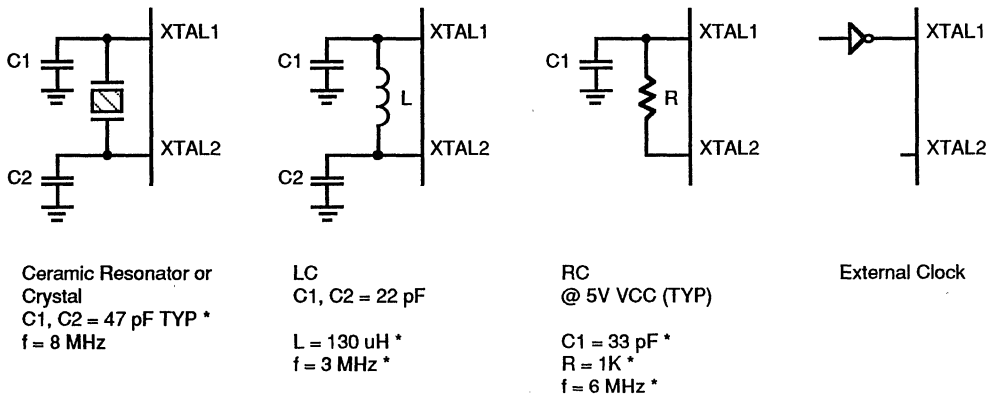 XTAL1
C1
XTAL2
C2
Ceramic Resonator or
Crystal
C1, C2 = 47 pF TYP *
f = 8 MHz
XTAL1
C1
L
XTAL2
C2
LC
C1, C2 = 22 pF
L = 130 uH *
f = 3 MHz *
XTAL1
C1
R
XTAL2
RC
@ 5V VCC (TYP)
C1 = 33 pF *
R = 1K *
f = 6 MHz *
XTAL1
XTAL2
External Clock